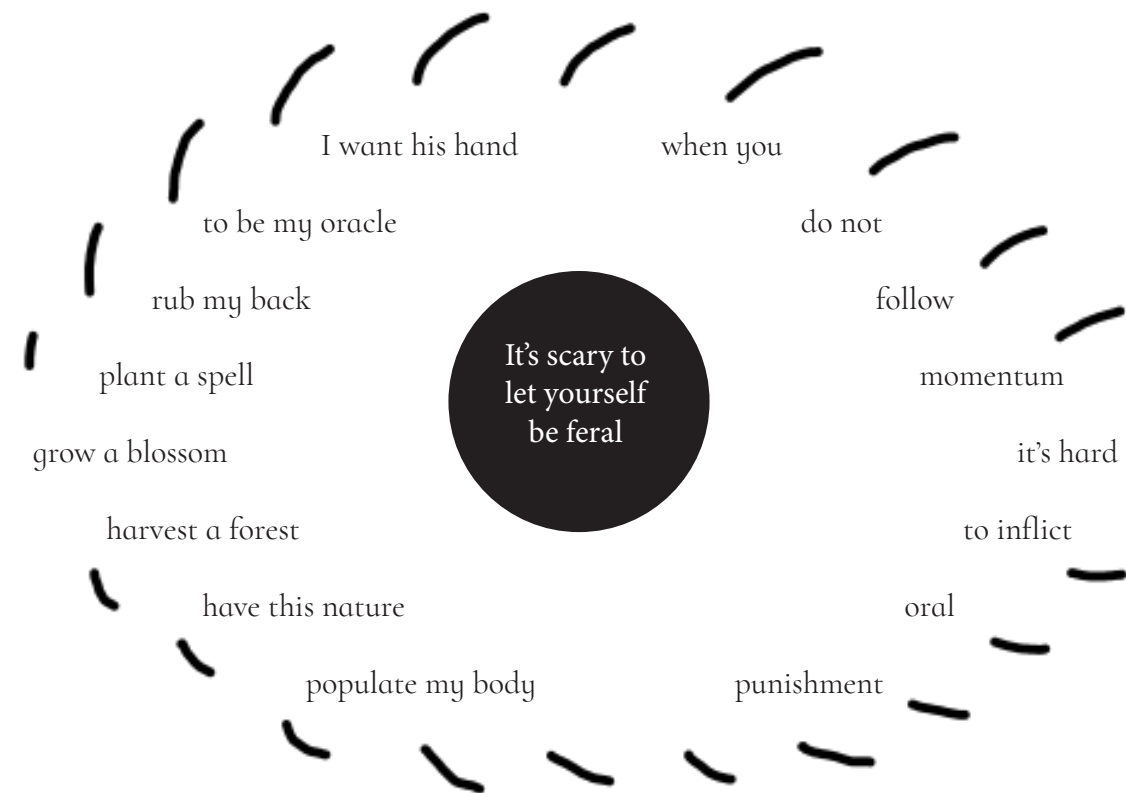 I want his hand
to be my oracle
rub my back
plant a spell
grow a blossom
harvest a forest
have this nature
populate my body
It’s scary to
let yourself
be feral
when you
do not
follow
momentum
it’s hard
to inflict
oral
punishment